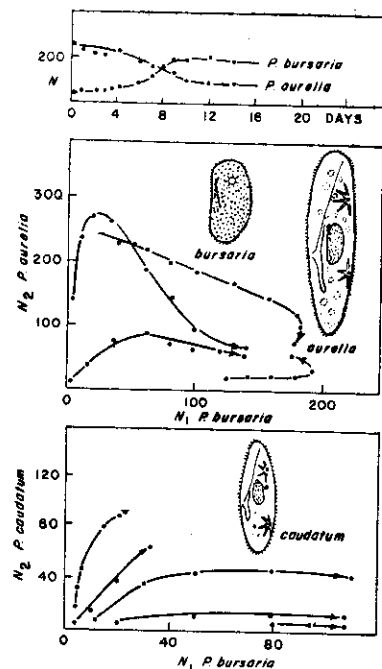 200
N
P. bursaria
P. aurelia
0 4 8 12 16 20 DAYS
300
200
100
N₂ P. aurelia
bursaria
aurelia
0 100 200
N₁ P. bursaria
120
80
40
N₂ P. caudatum
caudatum
0 40 80
N₁ P. bursaria